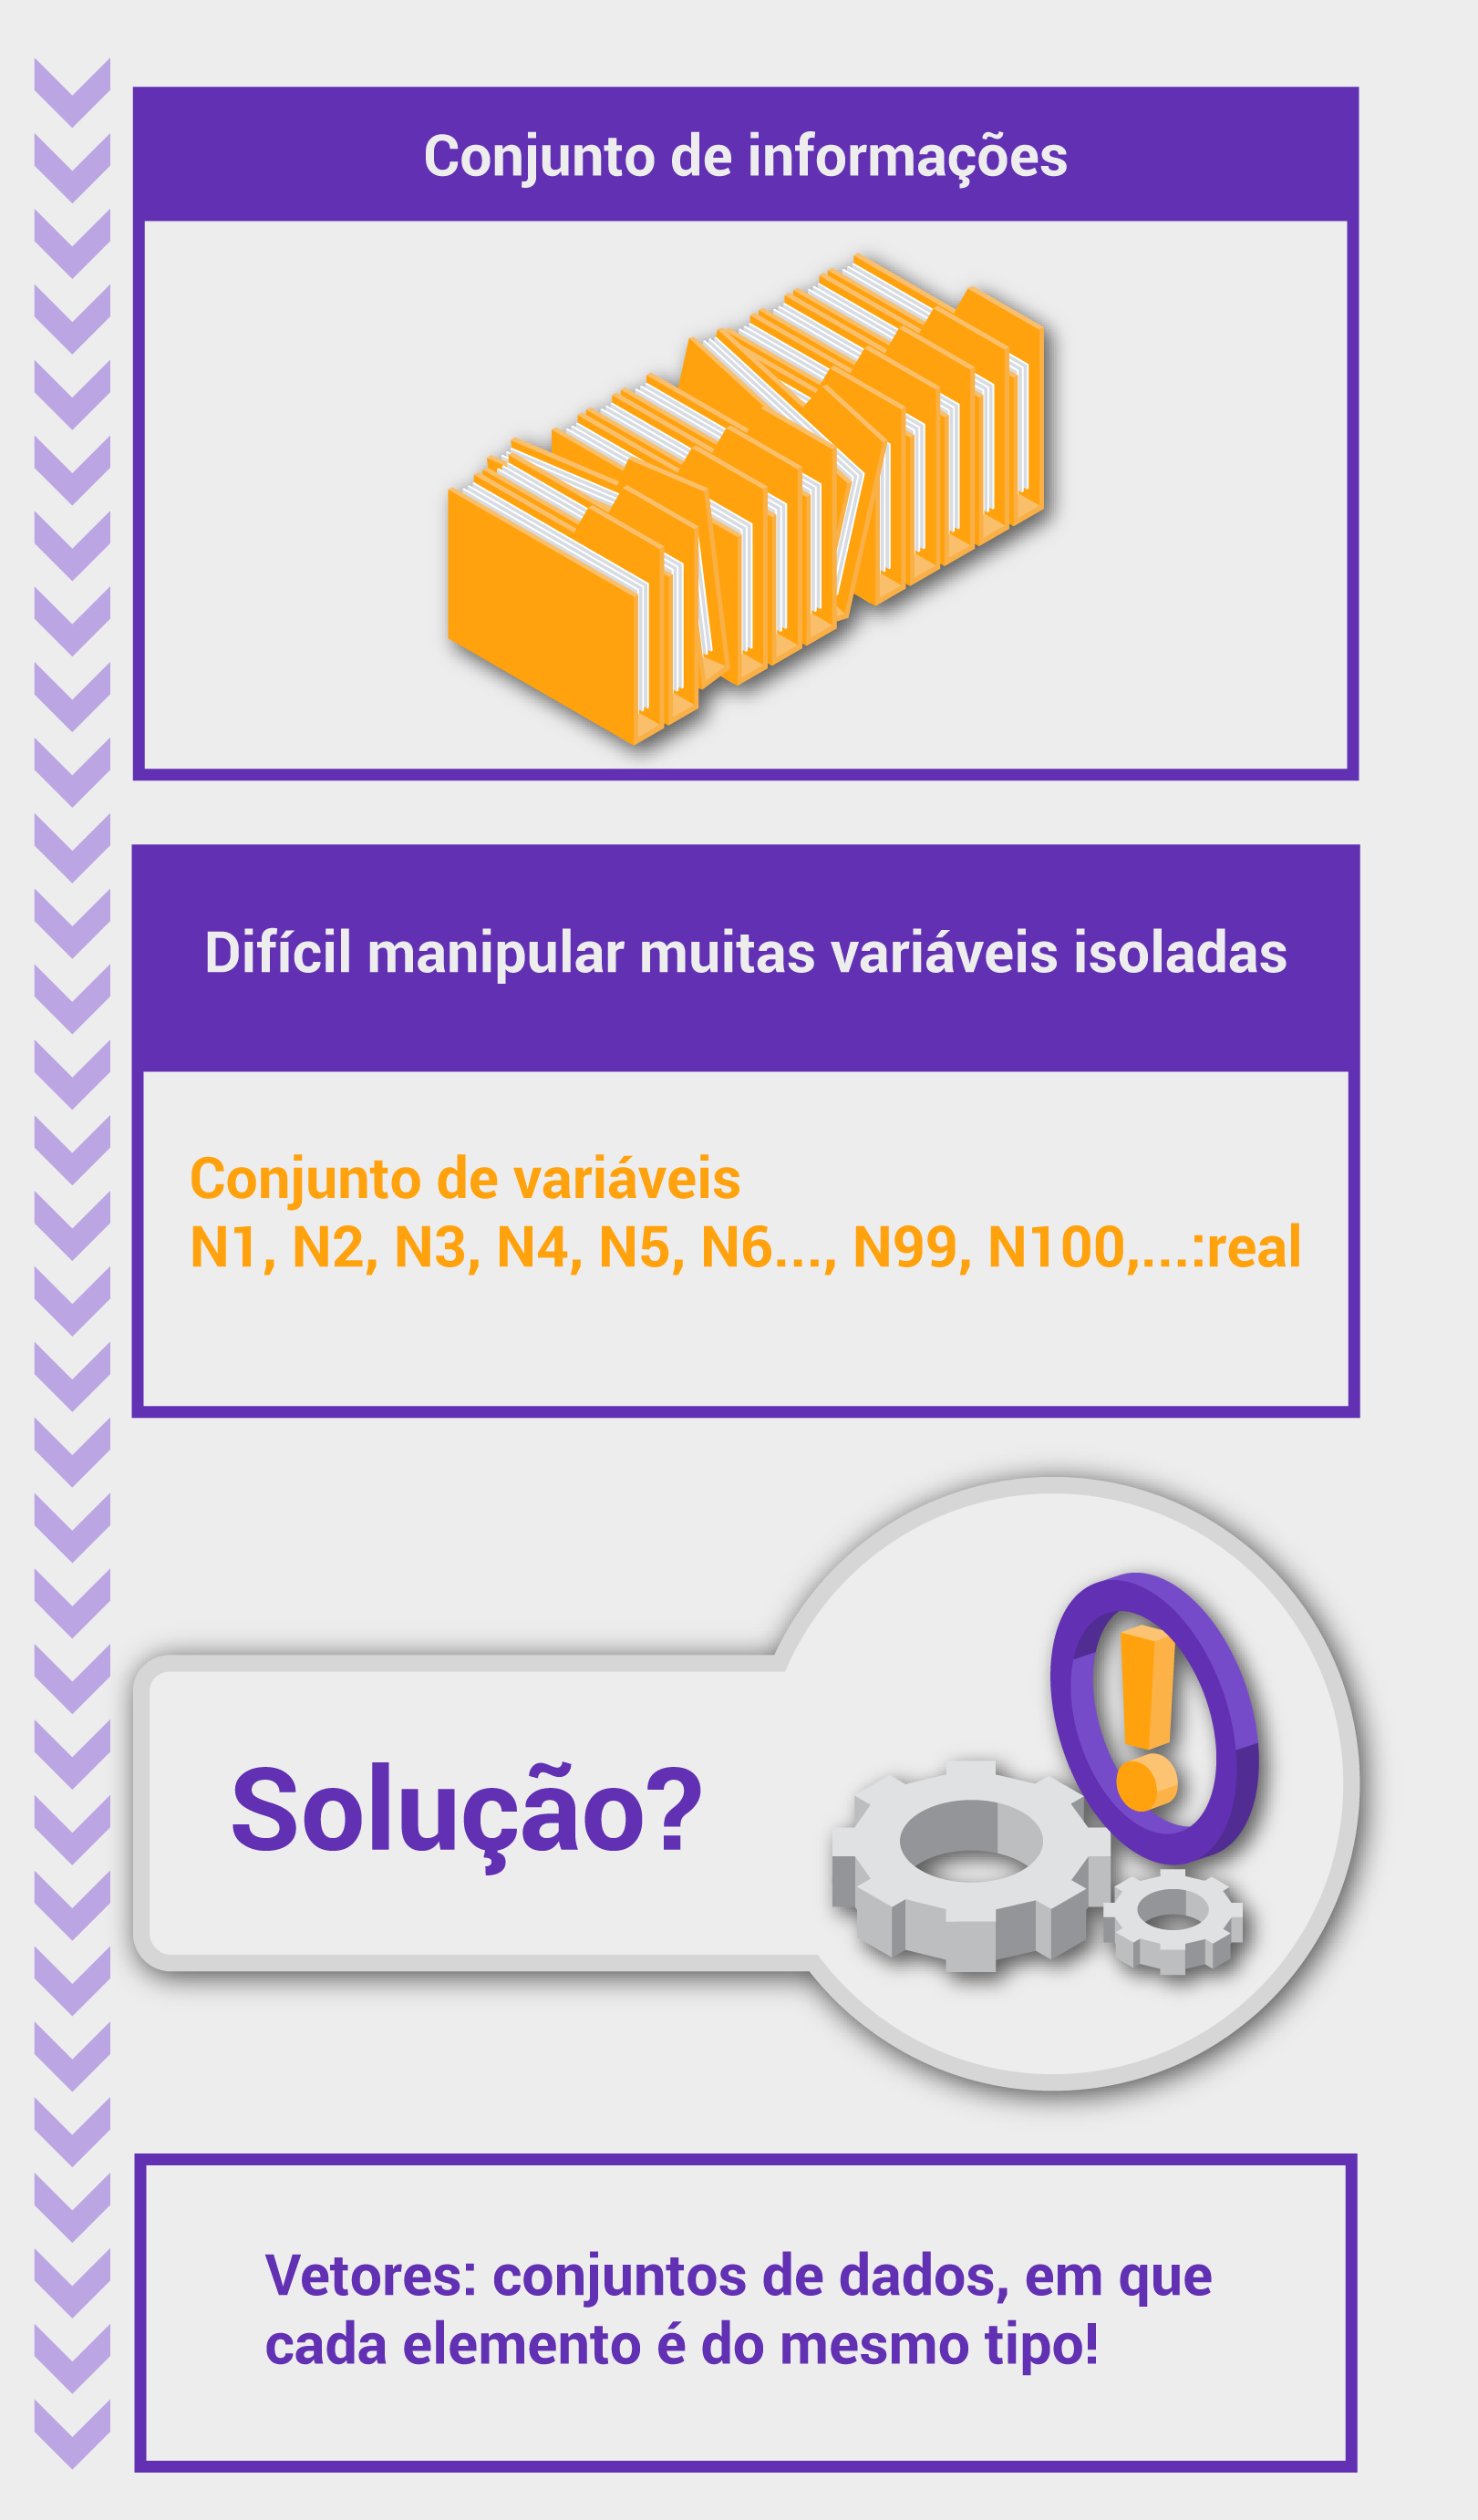 Conjunto de informações
Difícil manipular muitas variáveis isoladas
Conjunto de variáveis
N1, N2, N3, N4, N5, N6..., N99, N100,...:real
Solução?
Vetores: conjuntos de dados, em que
cada elemento é do mesmo tipo!